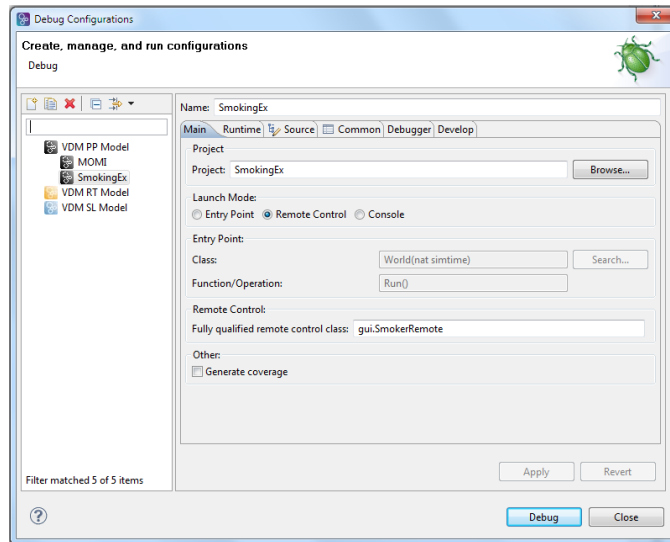 Debug Configurations
Create, manage, and run configurations
Debug
Name: SmokingEx
Main Runtime Source Common Debugger Develop
VDM PP Model
MOMI
SmokingEx
VDM RT Model
VDM SL Model
Filter matched 5 of 5 items
Project
Project: SmokingEx Browse...
Launch Mode:
Entry Point Remote Control Console
Entry Point:
Class: World(nat simtime) Search...
Function/Operation: Run()
Remote Control:
Fully qualified remote control class: gui.SmokerRemote
Other:
Generate coverage
Apply Revert
? Debug Close